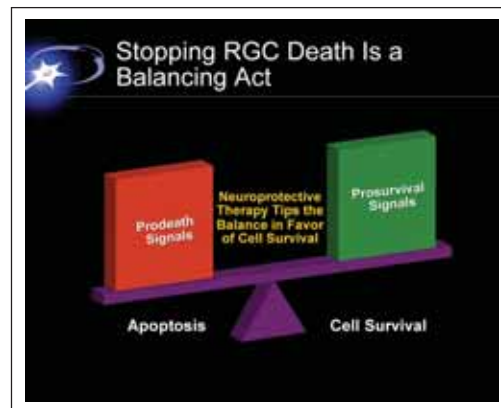 Stopping RGC Death Is a
Balancing Act
Neuroprotective
Therapy Tips the
Balance in Favor
of Cell Survival
Prodeath
Signals
Prosurvival
Signals
Apoptosis
Cell Survival